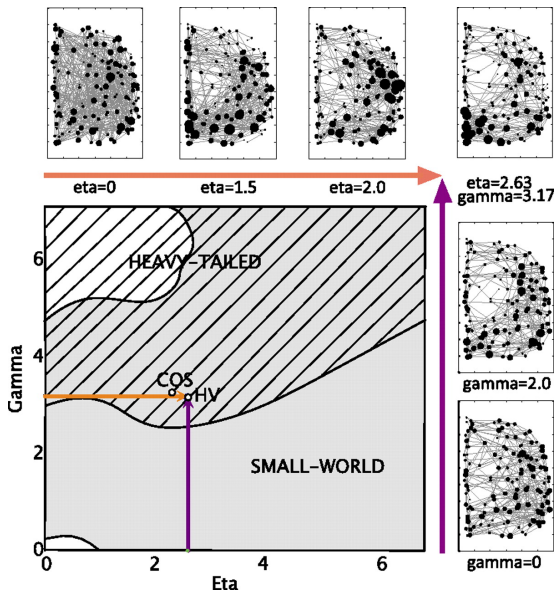 eta=0
eta=1.5
eta=2.0
eta=2.63
gamma=3.17
6
HEAVY-TAILED
4
COS
HV
gamma=2.0
Gamma
2
SMALL-WORLD
0
0
2
4
6
Eta
gamma=0